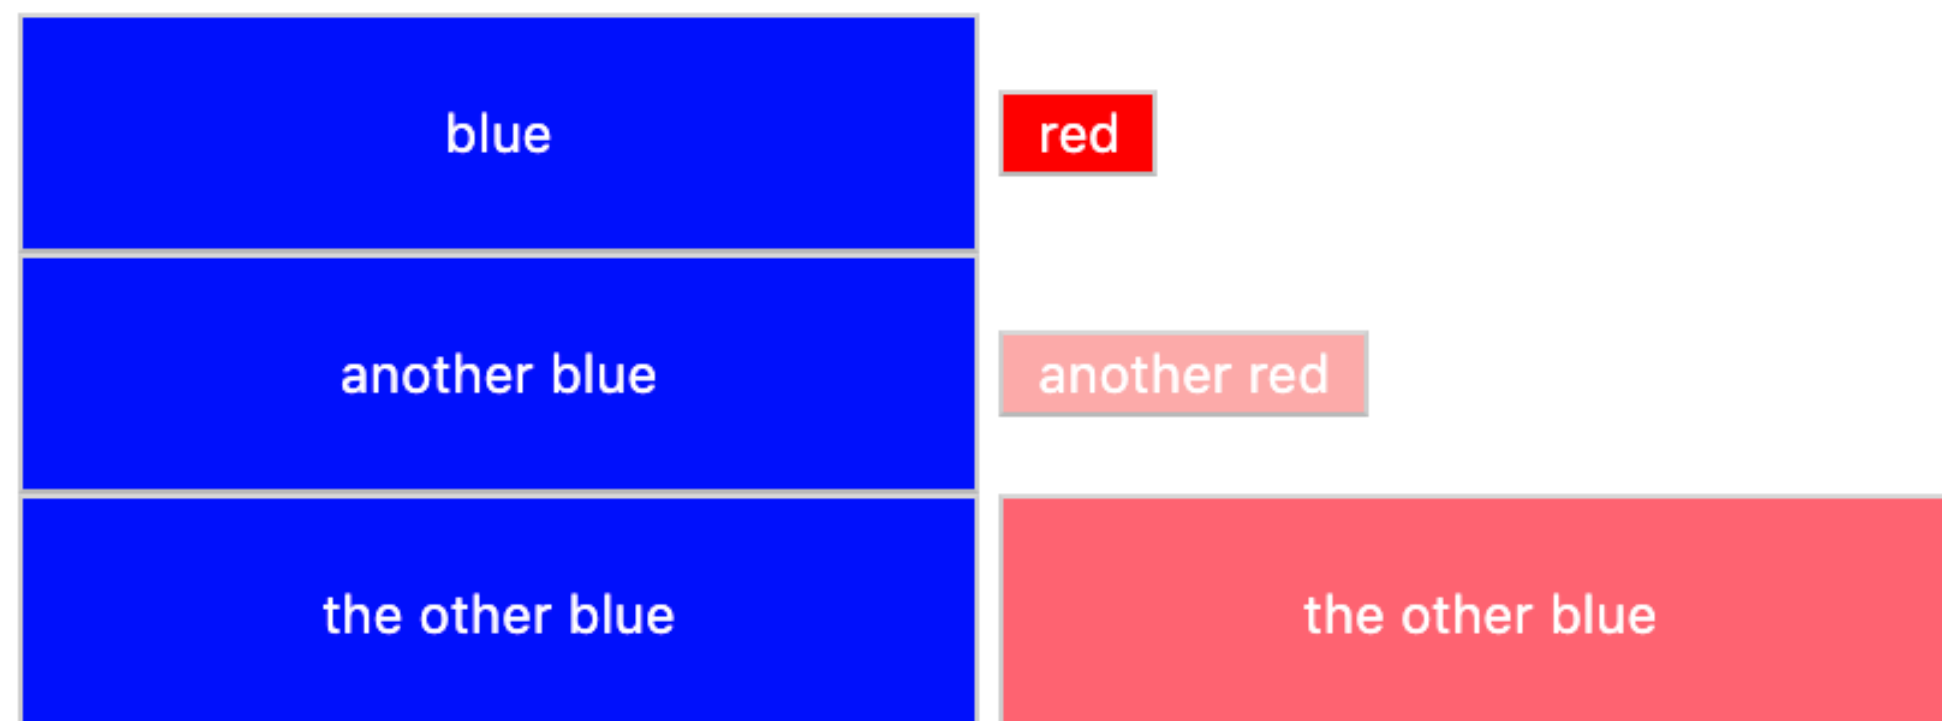 blue
red
another blue
another red
the other blue
the other blue